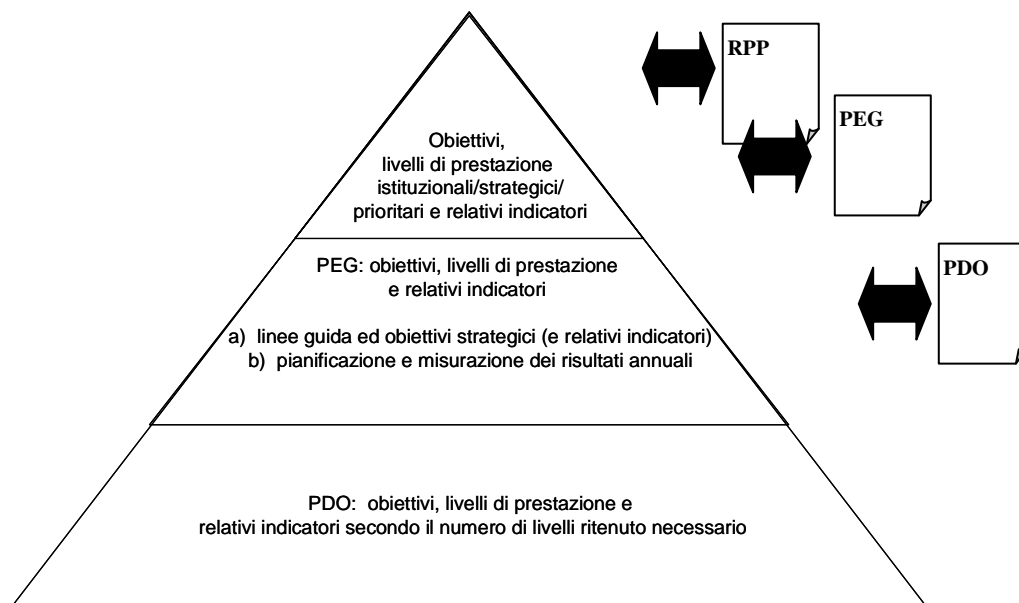 RPP
PEG
Obiettivi,
livelli di prestazione
istituzionali/strategici/
prioritari e relativi indicatori
PEG: obiettivi, livelli di prestazione
e relativi indicatori
PDO
a) linee guida ed obiettivi strategici (e relativi indicatori)
b) pianificazione e misurazione dei risultati annuali
PDO: obiettivi, livelli di prestazione e
relativi indicatori secondo il numero di livelli ritenuto necessario